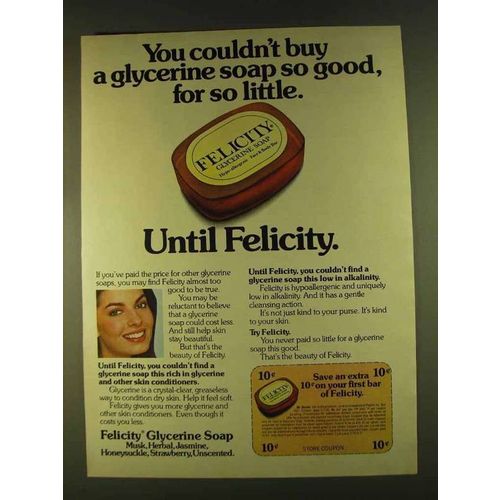 You couldn't buy
a glycerine soap so good,
for so little.
FELICITY®
GLYCERINE SOAP
Hypo-allergenic Face & Body Bar
Until Felicity.
If you've paid the price for other glycerine
soaps, you may find Felicity almost too
good to be true.
You may be
reluctant to believe
that a glycerine
soap could cost less.
And still help skin
stay beautiful.
But that's the
beauty of Felicity.
Until Felicity, you couldn't find a
glycerine soap this rich in glycerine
and other skin conditioners.
Glycerine is a crystal-clear, greaseless
way to condition dry skin. Help it feel soft.
Felicity gives you more glycerine and
other skin conditioners. Even though it
costs you less.
Felicity® Glycerine Soap
Musk, Herbal, Jasmine,
Honeysuckle, Strawberry, Unscented.
Until Felicity, you couldn't find a
glycerine soap this low in alkalinity.
Felicity is hypoallergenic and uniquely
low in alkalinity. And it has a gentle
cleansing action.
It's not just kind to your purse. It's kind
to your skin.
Try Felicity.
You never paid so little for a glycerine
soap this good.
That's the beauty of Felicity.
10¢ 10¢
Save an extra
10¢ on your first bar
of Felicity.
FELICITY
10¢ STORE COUPON 10¢